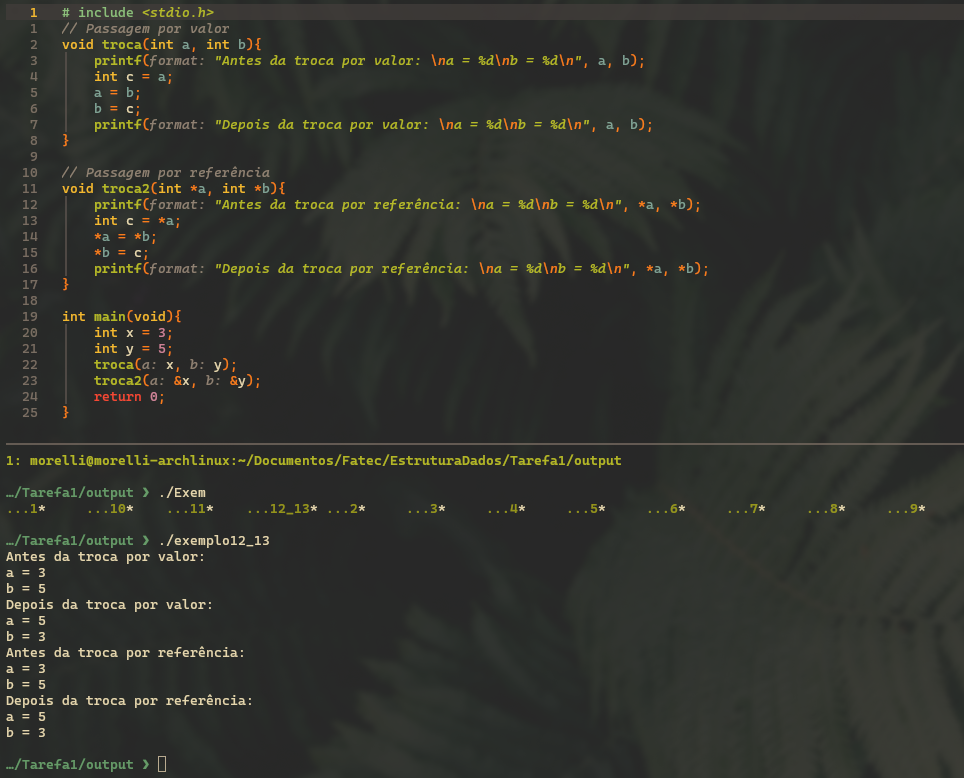 1 # include <stdio.h>
1 // Passagem por valor
2 void troca(int a, int b){
3 printf(format: "Antes da troca por valor: \na = %d\nb = %d\n", a, b);
4 int c = a;
5 a = b;
6 b = c;
7 printf(format: "Depois da troca por valor: \na = %d\nb = %d\n", a, b);
8 }
9
10 // Passagem por referência
11 void troca2(int *a, int *b){
12 printf(format: "Antes da troca por referência: \na = %d\nb = %d\n", *a, *b);
13 int c = *a;
14 *a = *b;
15 *b = c;
16 printf(format: "Depois da troca por referência: \na = %d\nb = %d\n", *a, *b);
17 }
18
19 int main(void){
20 int x = 3;
21 int y = 5;
22 troca(a: x, b: y);
23 troca2(a: &x, b: &y);
24 return 0;
25 }
1: morelli@morelli-archlinux:~/Documentos/Fatec/EstruturaDados/Tarefa1/output
…/Tarefa1/output ❯ ./Exem
...1* ...10* ...11* ...12_13* ...2* ...3* ...4* ...5* ...6* ...7* ...8* ...9*
…/Tarefa1/output ❯ ./exemplo12_13
Antes da troca por valor:
a = 3
b = 5
Depois da troca por valor:
a = 5
b = 3
Antes da troca por referência:
a = 3
b = 5
Depois da troca por referência:
a = 5
b = 3
…/Tarefa1/output ❯